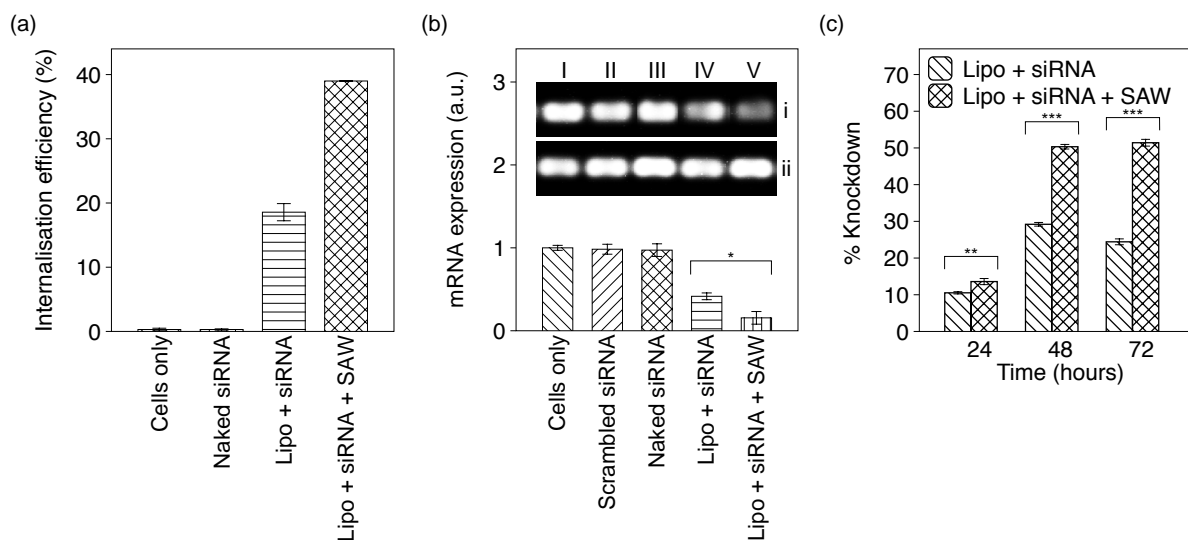 (a)
Internalisation efficiency (%)
40
30
20
10
0
Cells only
Naked siRNA
Lipo + siRNA
Lipo + siRNA + SAW
(b)
mRNA expression (a.u.)
3
2
1
0
I II III IV V
i
ii
*
Cells only
Scrambled siRNA
Naked siRNA
Lipo + siRNA
Lipo + siRNA + SAW
(c)
% Knockdown
70
60
50
40
30
20
10
0
Lipo + siRNA
Lipo + siRNA + SAW
**
***
***
24 48 72
Time (hours)